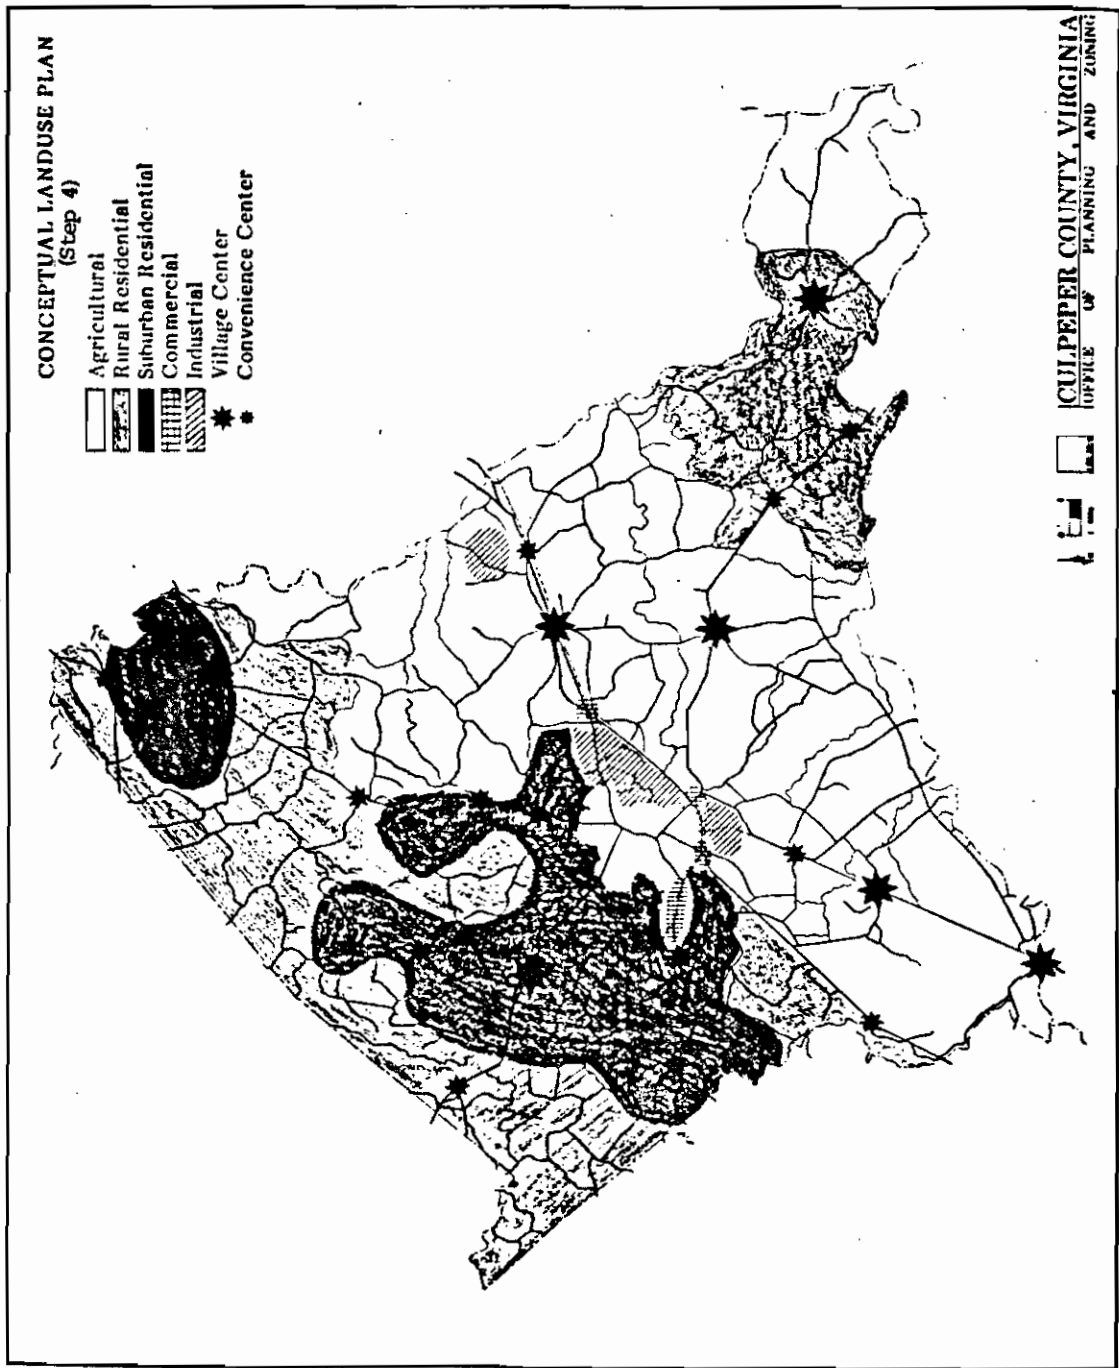 CONCEPTUAL LANDUSE PLAN
(Step 4)
Agricultural
Rural Residential
Suburban Residential
Commercial
Industrial
Village Center
Convenience Center
CULPEPER COUNTY, VIRGINIA
OFFICE OF PLANNING AND ZONING